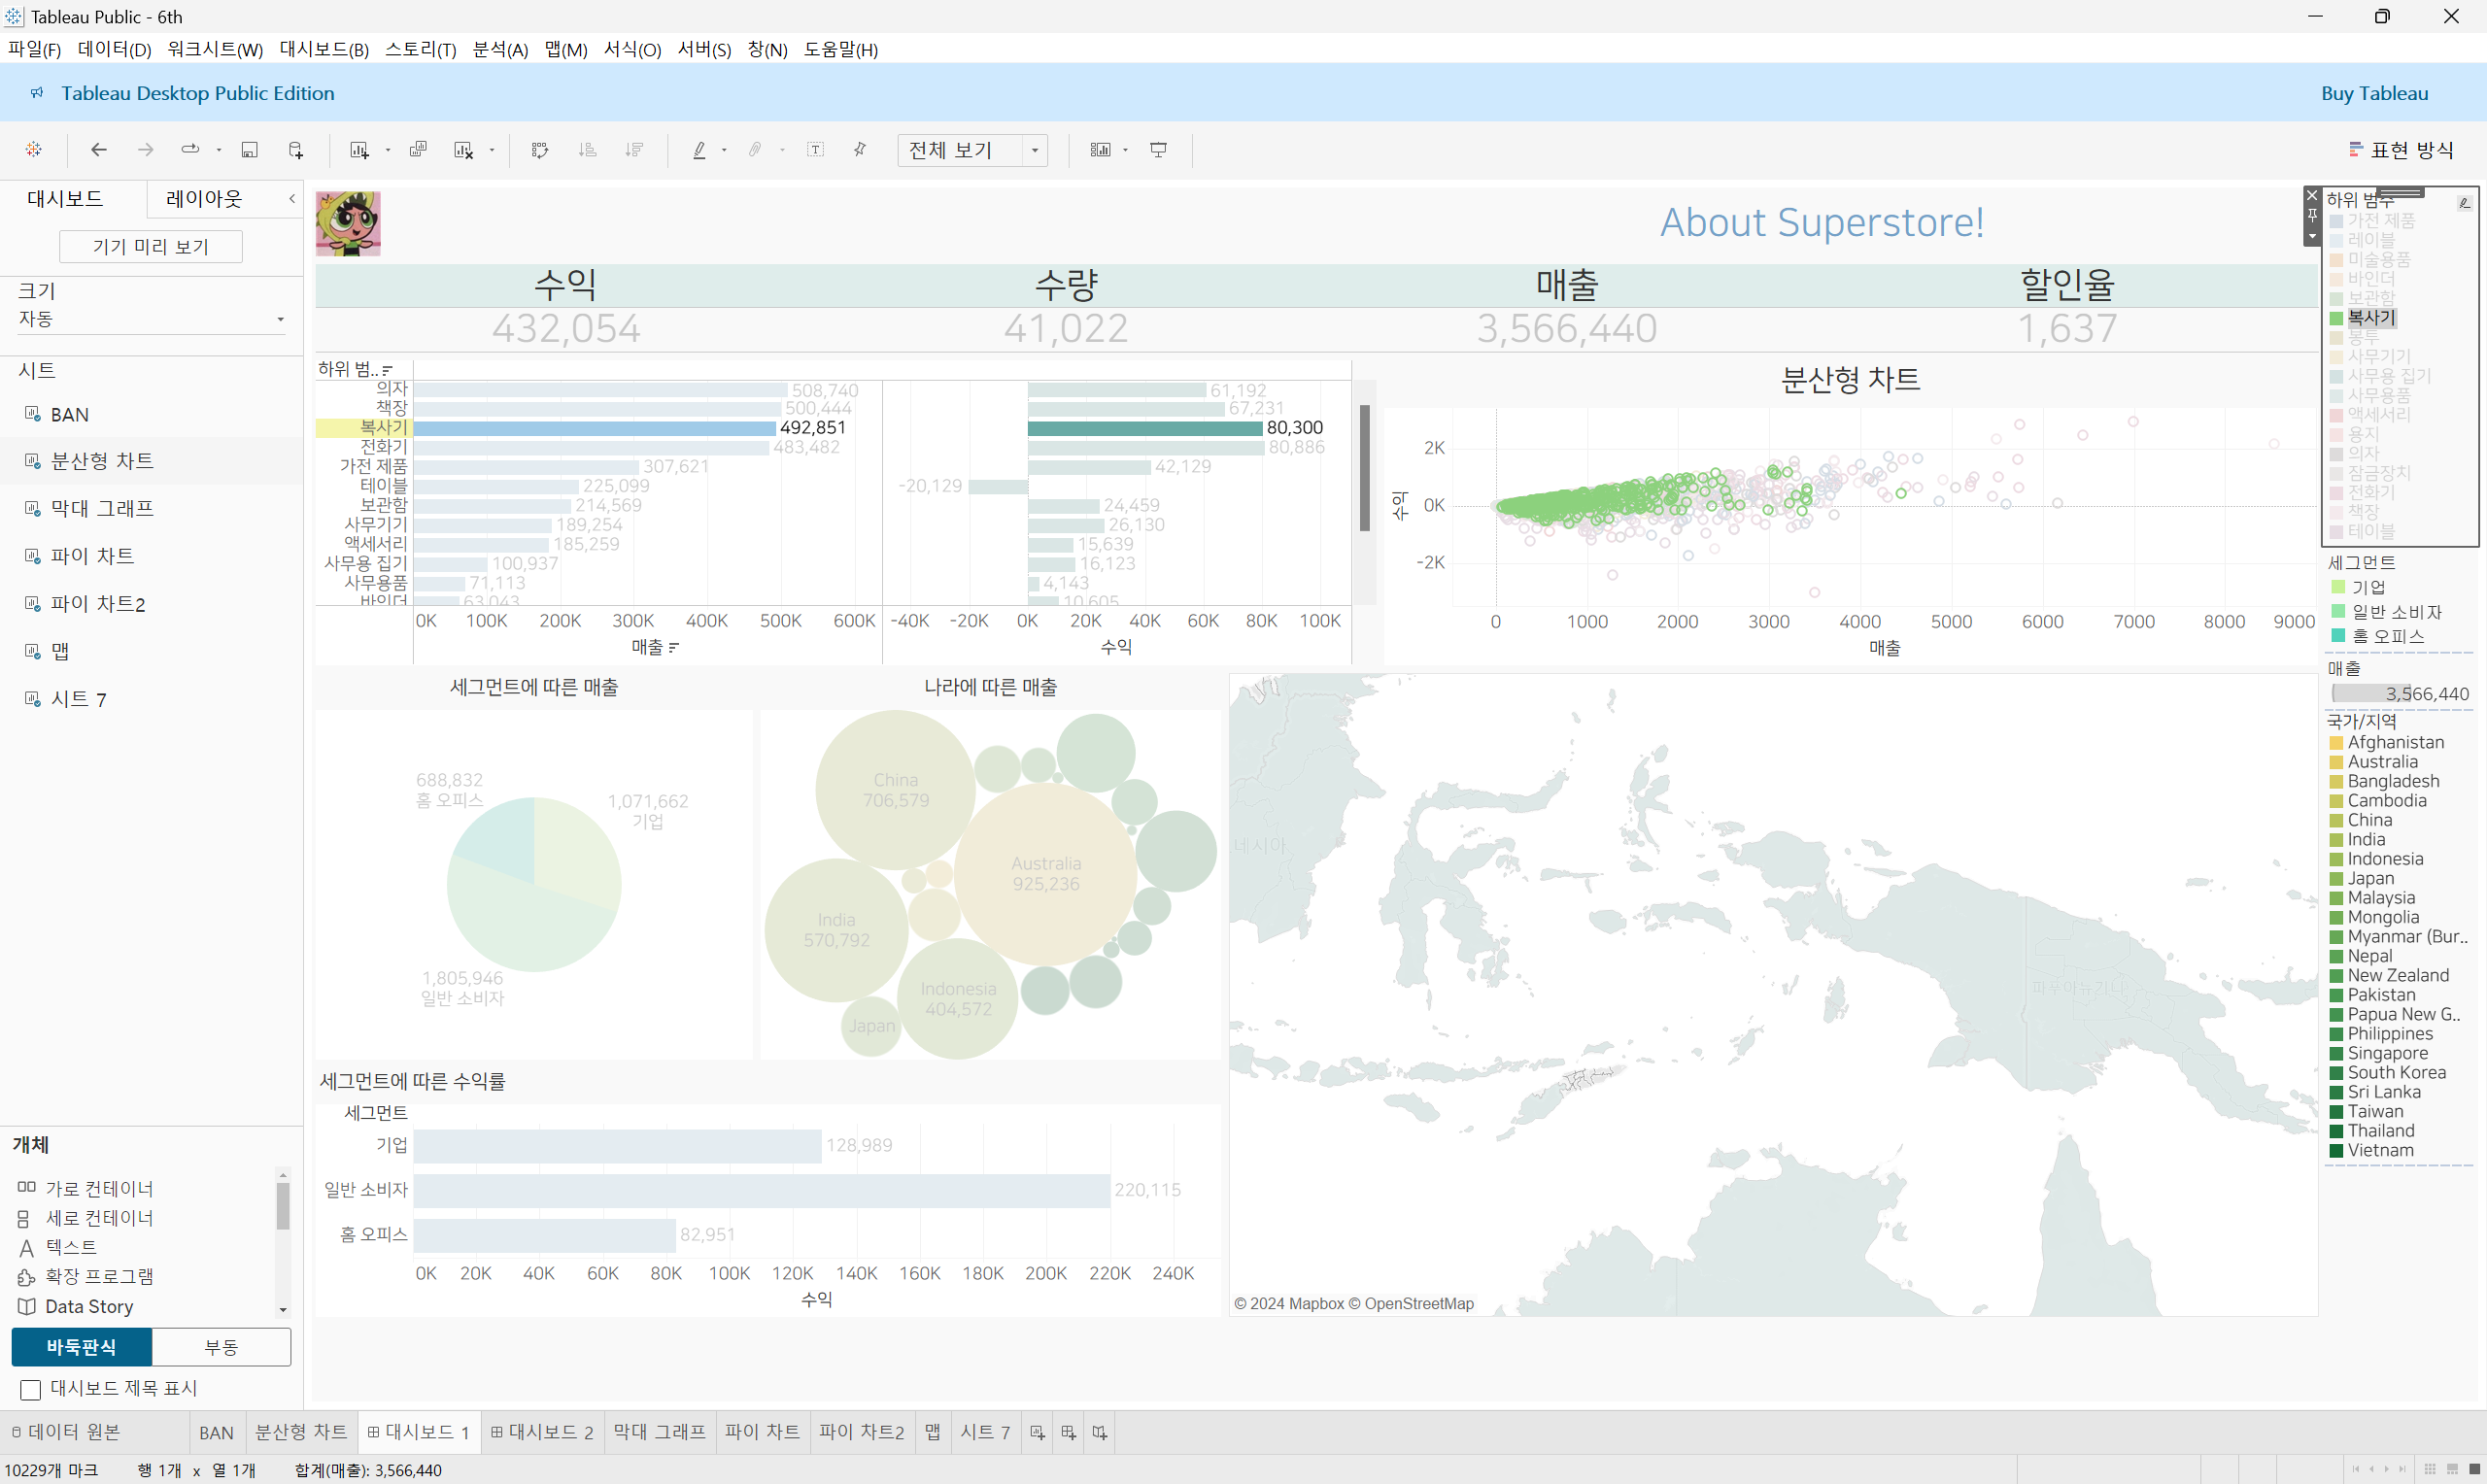 Tableau Public - 6th
파일(F) 데이터(D) 워크시트(W) 대시보드(B) 스토리(T) 분석(A) 맵(M) 서식(O) 서버(S) 창(N) 도움말(H)
Tableau Desktop Public Edition
Buy Tableau
전체 보기
표현 방식
대시보드
레이아웃
기기 미리 보기
크기
자동
시트
BAN
분산형 차트
막대 그래프
파이 차트
파이 차트2
맵
시트 7
개체
가로 컨테이너
세로 컨테이너
텍스트
확장 프로그램
Data Story
바둑판식
부동
대시보드 제목 표시
About Superstore!
수익 수량 매출 할인율
432,054 41,022 3,566,440 1,637
하위 범..
의자 508,740 61,192
책장 500,444 67,231
복사기 492,851 80,300
전화기 483,482 80,886
가전 제품 307,621 42,129
테이블 225,099 -20,129
보관함 214,569 24,459
사무기기 189,254 26,130
액세서리 185,259 15,639
사무용 집기 100,937 16,123
사무용품 71,113 4,143
바인더 63,043 10,605
0K 100K 200K 300K 400K 500K 600K -40K -20K 0K 20K 40K 60K 80K 100K
매출
수익
분산형 차트
수익
2K
0K
-2K
0 1000 2000 3000 4000 5000 6000 7000 8000 9000
매출
세그먼트에 따른 매출
688,832
홈 오피스
1,071,662
기업
1,805,946
일반 소비자
나라에 따른 매출
China
706,579
Australia
925,236
India
570,792
Indonesia
404,572
Japan
세그먼트에 따른 수익률
세그먼트
기업 128,989
일반 소비자 220,115
홈 오피스 82,951
0K 20K 40K 60K 80K 100K 120K 140K 160K 180K 200K 220K 240K
수익
네시아
파푸아뉴기니
© 2024 Mapbox © OpenStreetMap
하위 범주
가전 제품
레이블
미술용품
바인더
보관함
복사기
봉투
사무기기
사무용 집기
사무용품
액세서리
용지
의자
잠금장치
전화기
책장
테이블
세그먼트
기업
일반 소비자
홈 오피스
매출
3,566,440
국가/지역
Afghanistan
Australia
Bangladesh
Cambodia
China
India
Indonesia
Japan
Malaysia
Mongolia
Myanmar (Bur..
Nepal
New Zealand
Pakistan
Papua New G..
Philippines
Singapore
South Korea
Sri Lanka
Taiwan
Thailand
Vietnam
데이터 원본 BAN 분산형 차트 대시보드 1 대시보드 2 막대 그래프 파이 차트 파이 차트2 맵 시트 7
10229개 마크 행 1개 x 열 1개 합계(매출): 3,566,440